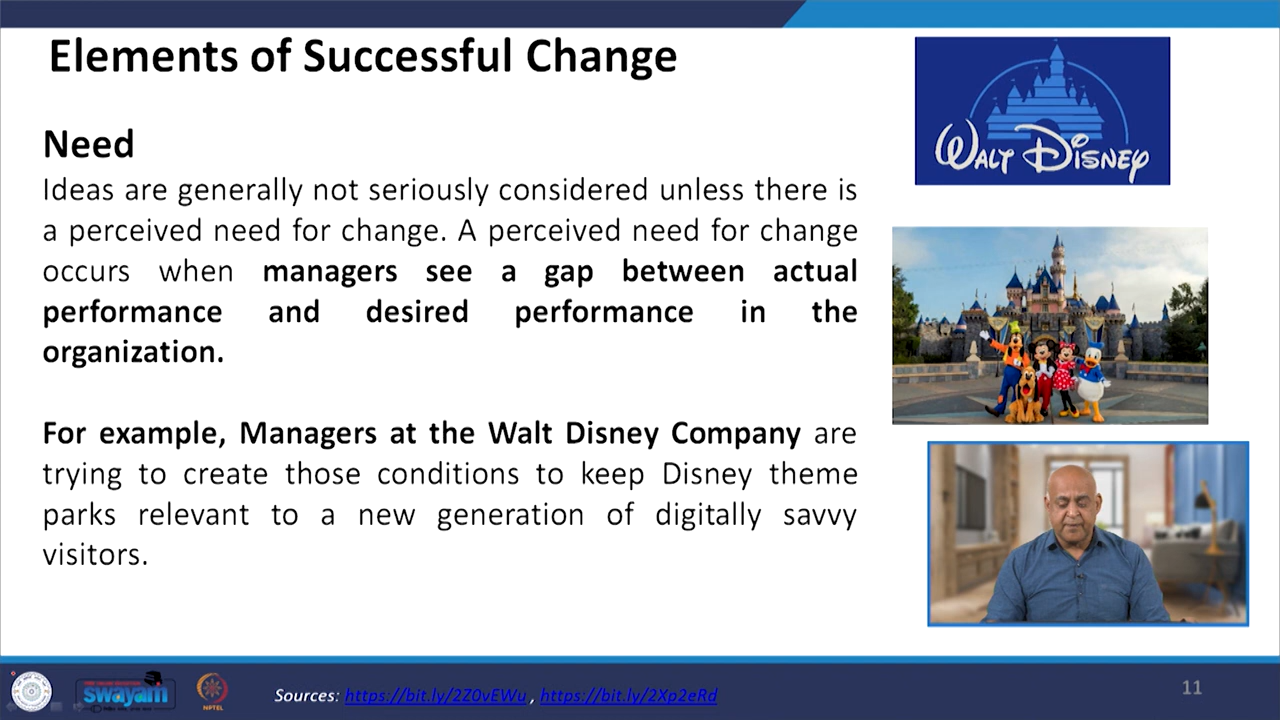 Elements of Successful Change
WALT DISNEY
Need
Ideas are generally not seriously considered unless there is
a perceived need for change. A perceived need for change
occurs when managers see a gap between actual
performance and desired performance in the
organization.
For example, Managers at the Walt Disney Company are
trying to create those conditions to keep Disney theme
parks relevant to a new generation of digitally savvy
visitors.
swayam
NPTEL
Sources: https://bit.ly/2Z0vEWu , https://bit.ly/2Xp2eRd
11